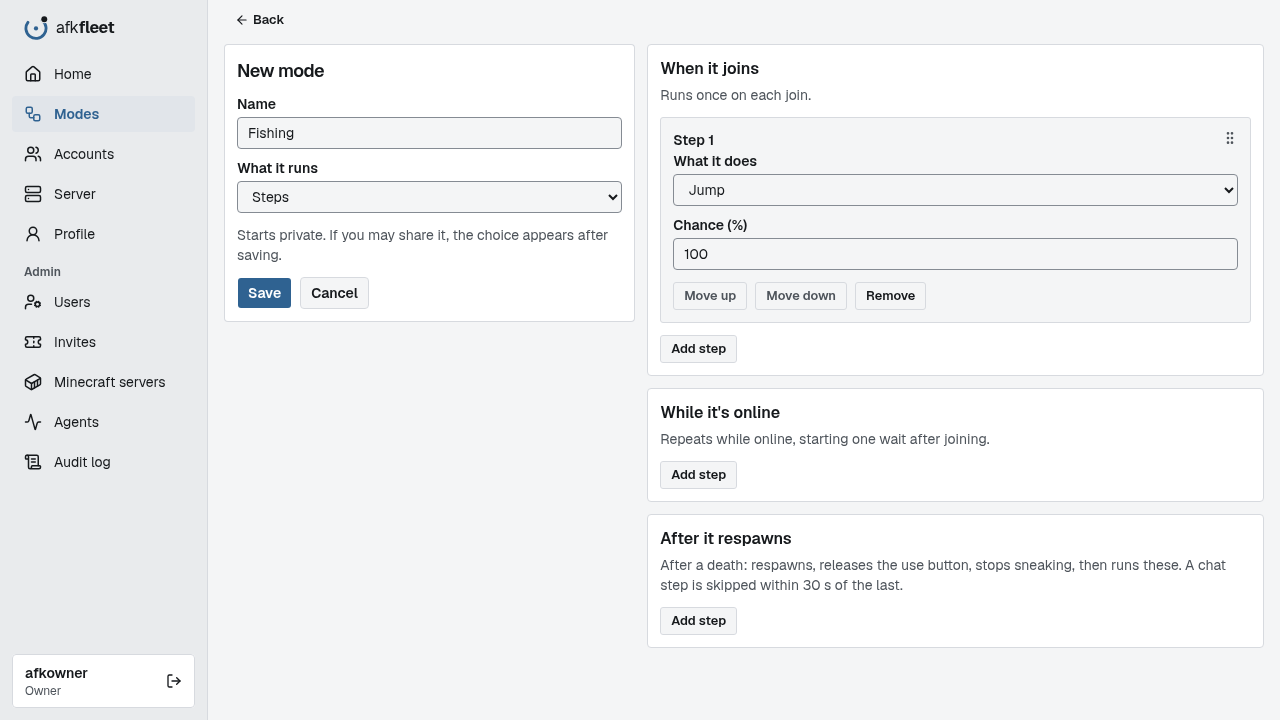 afkfleet
Home
Modes
Accounts
Server
Profile
Admin
Users
Invites
Minecraft servers
Agents
Audit log
afkowner
Owner
Back
New mode
Name
Fishing
What it runs
Steps
Starts private. If you may share it, the choice appears after
saving.
Save
Cancel
When it joins
Runs once on each join.
Step 1
What it does
Jump
Chance (%)
100
Move up
Move down
Remove
Add step
While it's online
Repeats while online, starting one wait after joining.
Add step
After it respawns
After a death: respawns, releases the use button, stops sneaking, then runs these. A chat
step is skipped within 30 s of the last.
Add step